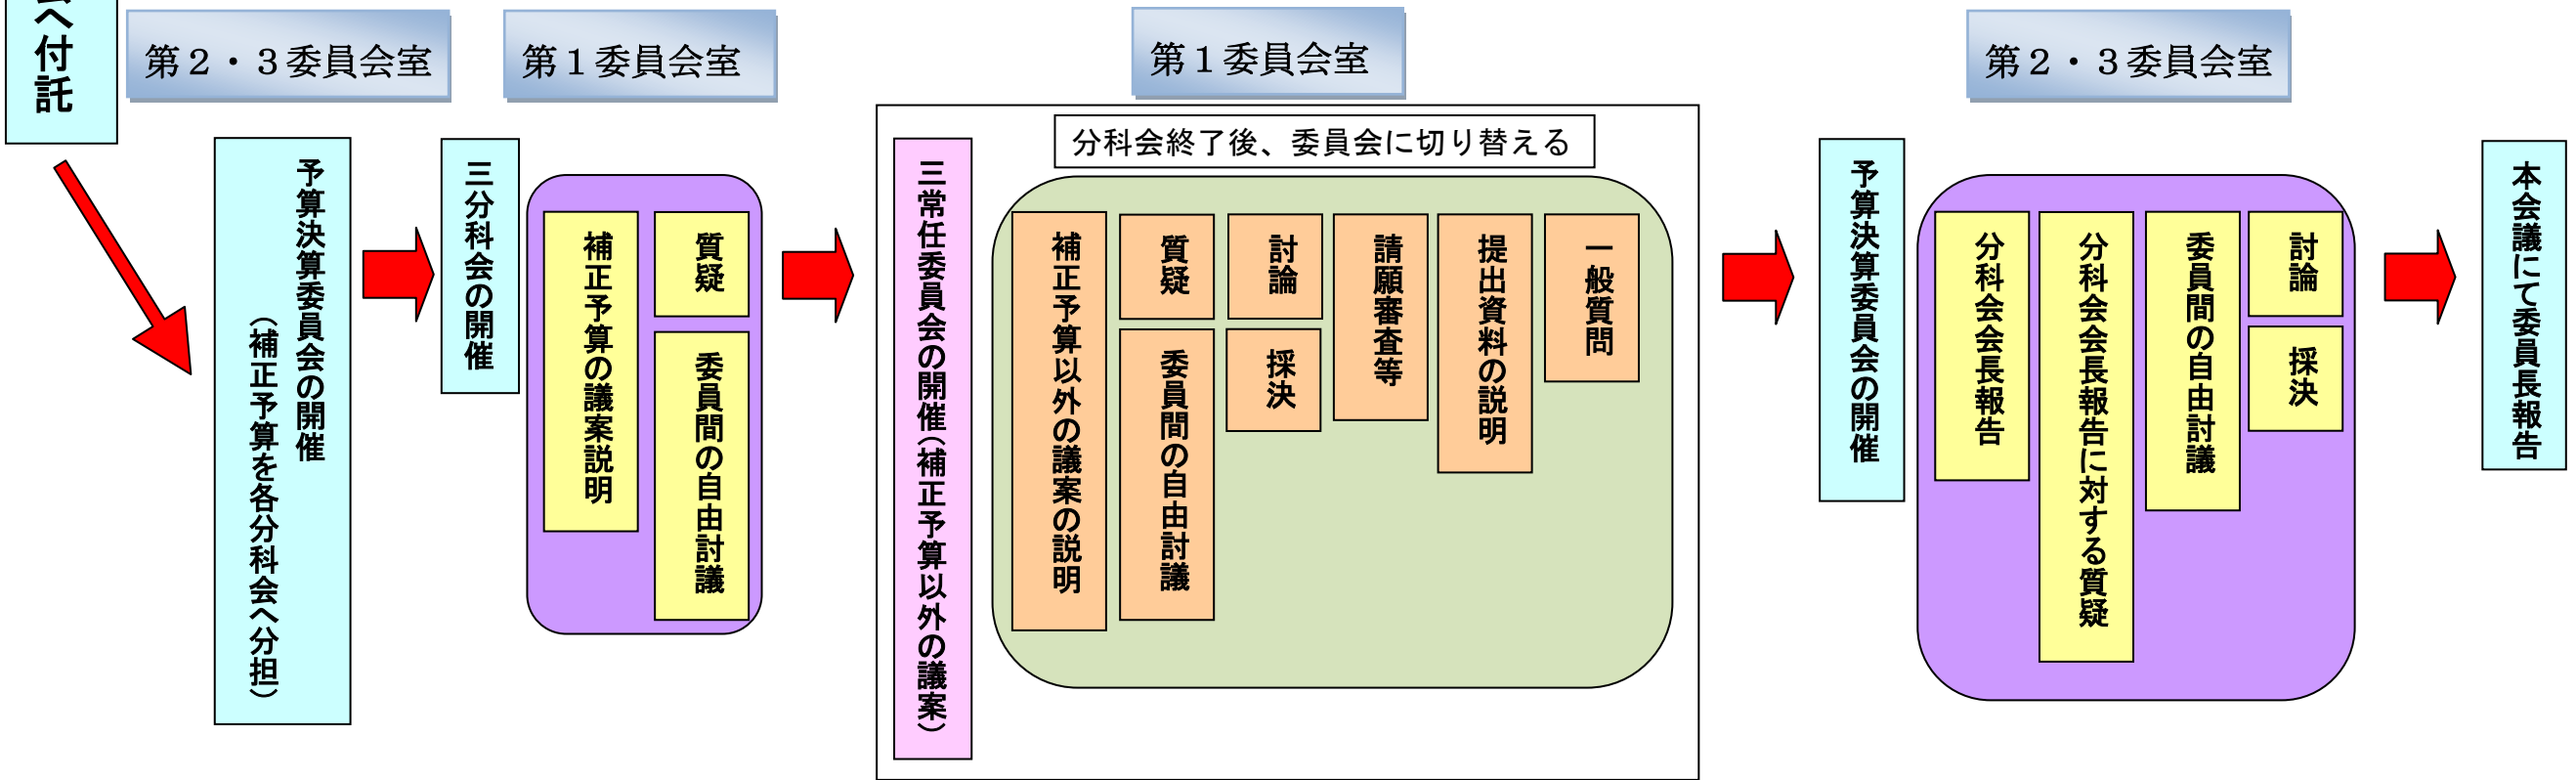 へ付託
第２・３委員会室
予算決算委員会の開催
（補正予算を各分科会へ分担）
第１委員会室
三分科会の開催
補正予算の議案説明
質疑
委員間の自由討議
第１委員会室
分科会終了後、委員会に切り替える
三常任委員会の開催（補正予算以外の議案）
補正予算以外の議案の説明
質疑
委員間の自由討議
討論
採決
請願審査等
提出資料の説明
一般質問
第２・３委員会室
予算決算委員会の開催
分科会会長報告
分科会会長報告に対する質疑
委員間の自由討議
討論
採決
本会議にて委員長報告